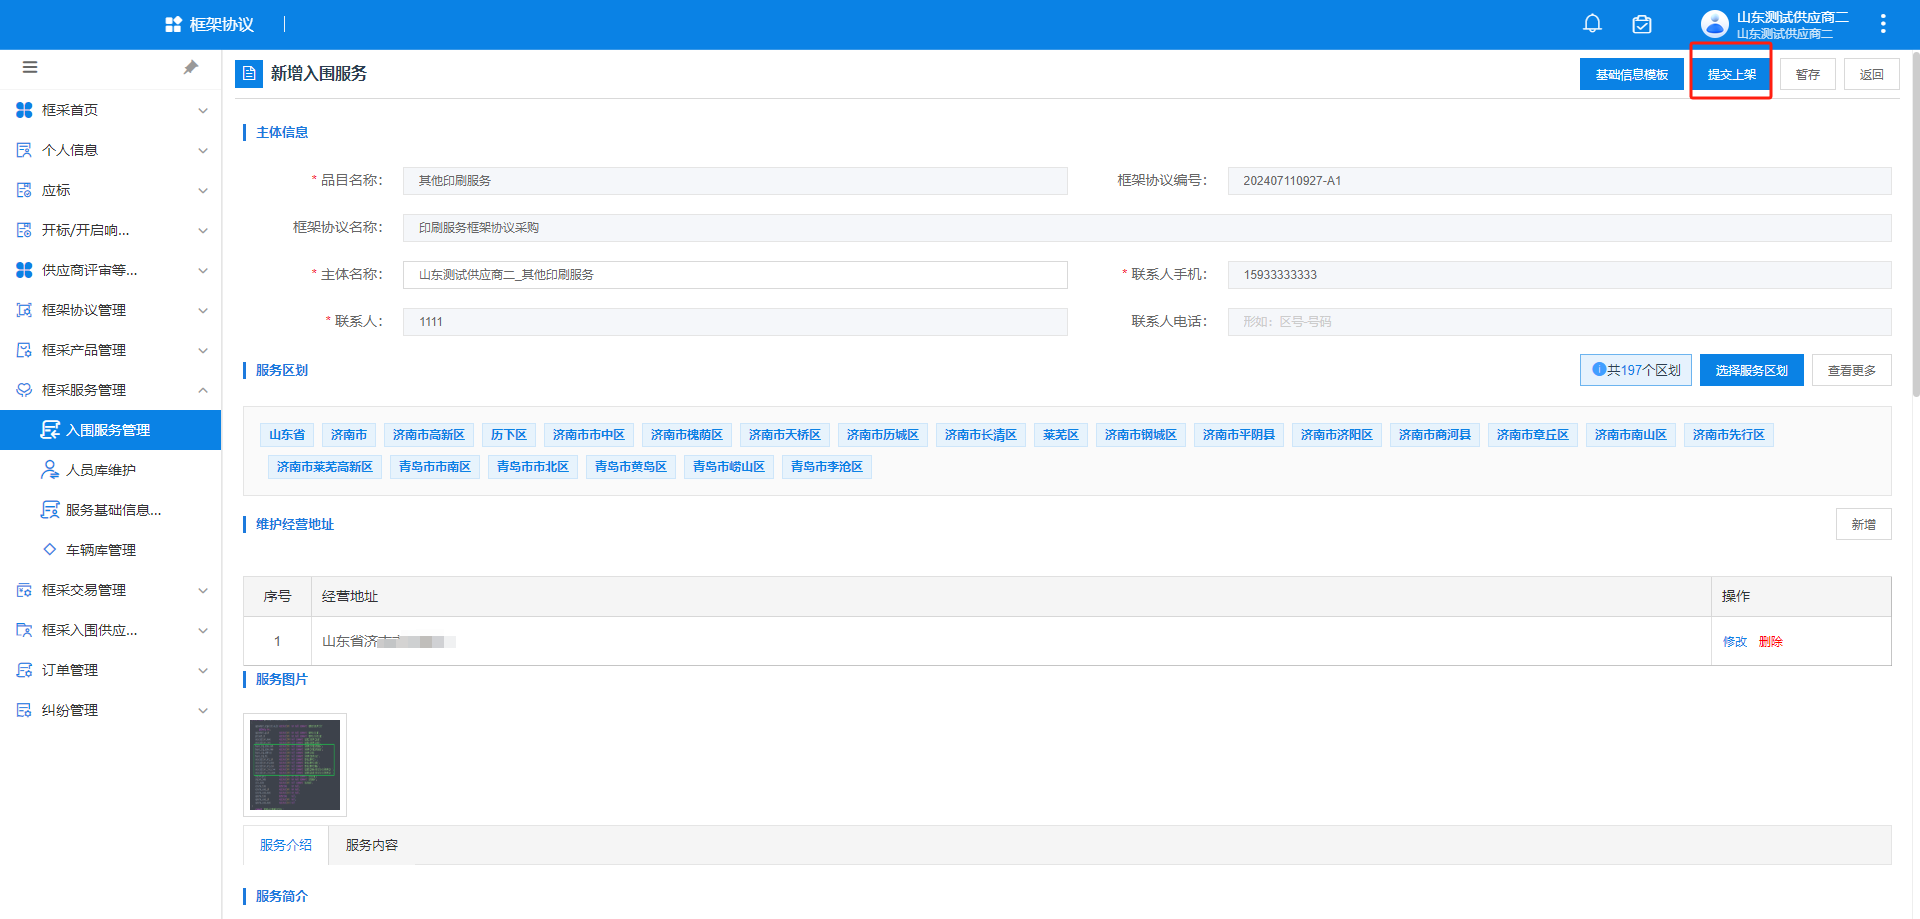 框架协议
山东测试供应商二
山东测试供应商二
框采首页
个人信息
应标
开标/开启响...
供应商评审等...
框架协议管理
框采产品管理
框采服务管理
入围服务管理
人员库维护
服务基础信息...
车辆库管理
框采交易管理
框采入围供应...
订单管理
纠纷管理
新增入围服务
基础信息模板 提交上架 暂存 返回
主体信息
* 品目名称: 其他印刷服务 框架协议编号: 202407110927-A1
框架协议名称: 印刷服务框架协议采购
* 主体名称: 山东测试供应商二_其他印刷服务 * 联系人手机: 15933333333
* 联系人: 1111 联系人电话: 形如：区号-号码
服务区划 共197个区划 选择服务区划 查看更多
山东省 济南市 济南市高新区 历下区 济南市市中区 济南市槐荫区 济南市天桥区 济南市历城区 济南市长清区 莱芜区 济南市钢城区 济南市平阴县 济南市济阳区 济南市商河县 济南市章丘区 济南市南山区 济南市先行区
济南市莱芜高新区 青岛市市南区 青岛市市北区 青岛市黄岛区 青岛市崂山区 青岛市李沧区
维护经营地址 新增
序号 经营地址 操作
1 山东省济 修改 删除
服务图片
服务介绍 服务内容
服务简介